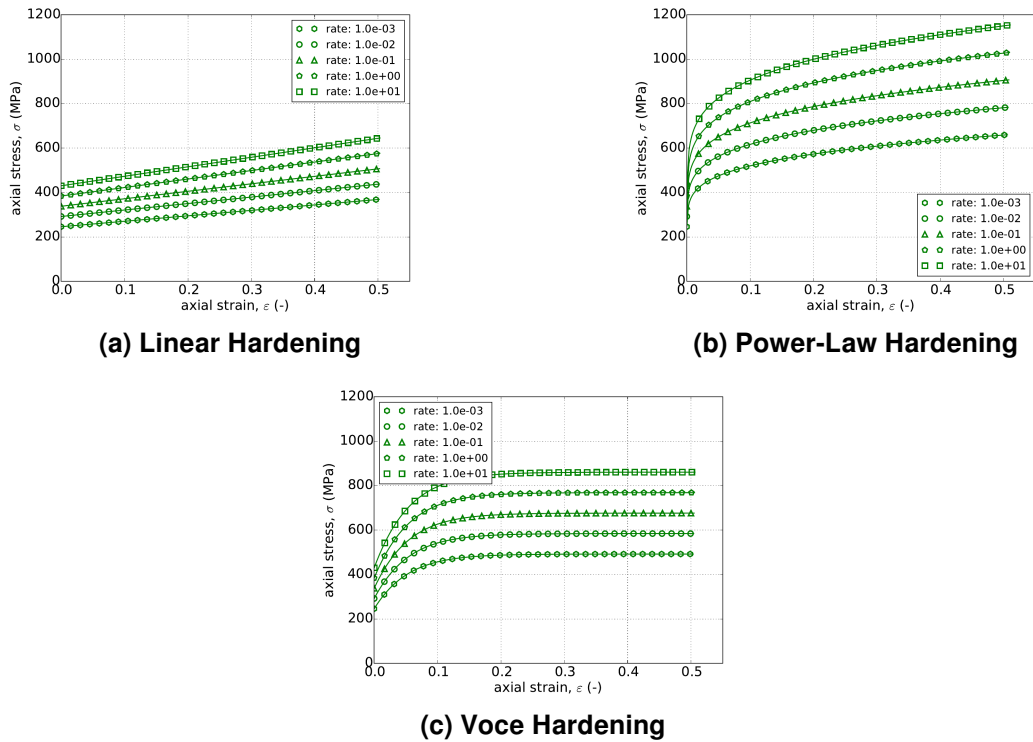 1200
1000
800
600
400
200
0
axial stress, σ (MPa)
rate: 1.0e-03
rate: 1.0e-02
rate: 1.0e-01
rate: 1.0e+00
rate: 1.0e+01
0.0 0.1 0.2 0.3 0.4 0.5
axial strain, ε (-)
(a) Linear Hardening
1200
1000
800
600
400
200
0
axial stress, σ (MPa)
rate: 1.0e-03
rate: 1.0e-02
rate: 1.0e-01
rate: 1.0e+00
rate: 1.0e+01
0.0 0.1 0.2 0.3 0.4 0.5
axial strain, ε (-)
(b) Power-Law Hardening
1200
1000
800
600
400
200
0
axial stress, σ (MPa)
rate: 1.0e-03
rate: 1.0e-02
rate: 1.0e-01
rate: 1.0e+00
rate: 1.0e+01
0.0 0.1 0.2 0.3 0.4 0.5
axial strain, ε (-)
(c) Voce Hardening